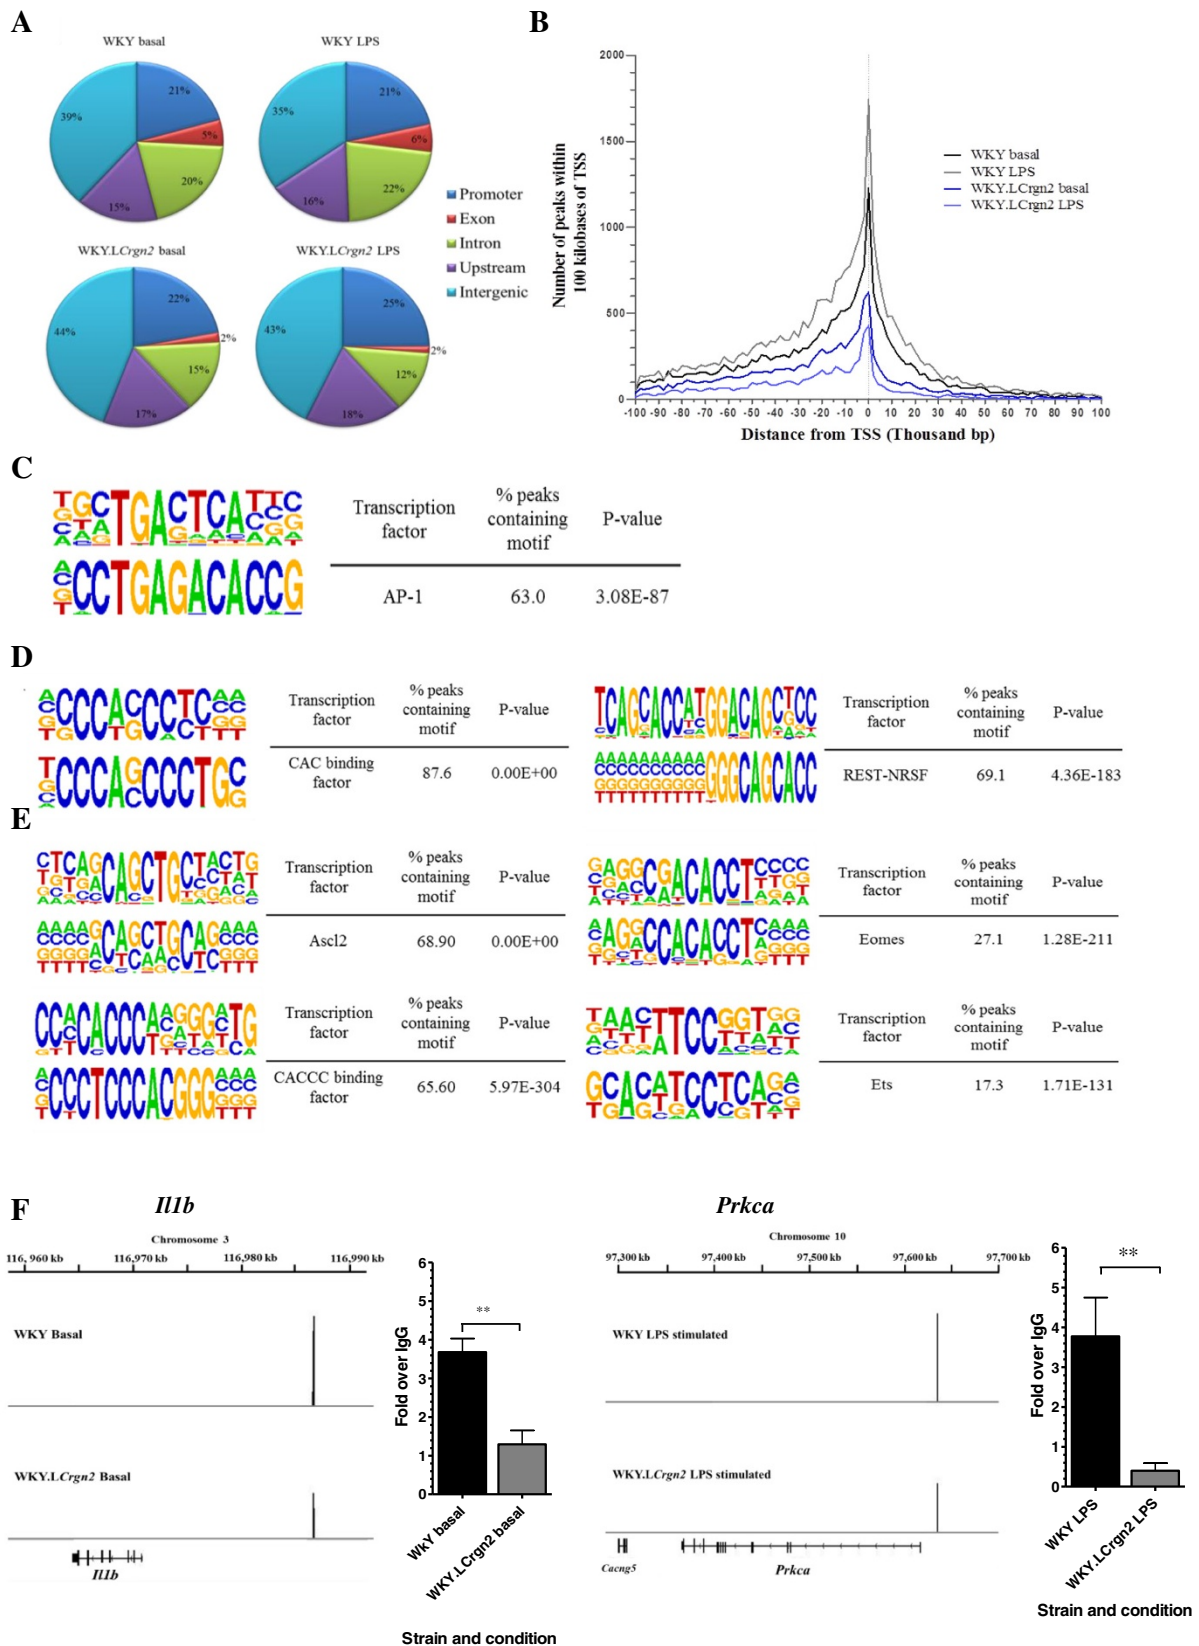 A
WKY basal
WKY LPS
21%
5%
20%
15%
39%
21%
6%
22%
16%
35%
WKY.LCrgn2 basal
WKY.LCrgn2 LPS
22%
2%
15%
17%
44%
25%
2%
12%
18%
43%
Promoter
Exon
Intron
Upstream
Intergenic
B
Number of peaks within
100 kilobases of TSS
2000
1500
1000
500
0
-100 -90 -80 -70 -60 -50 -40 -30 -20 -10 0 10 20 30 40 50 60 70 80 90 100
Distance from TSS (Thousand bp)
WKY basal
WKY LPS
WKY.LCrgn2 basal
WKY.LCrgn2 LPS
C
Transcription
factor
% peaks
containing
motif
P-value
AP-1 63.0 3.08E-87
D
Transcription
factor
% peaks
containing
motif
P-value
CAC binding
factor
87.6 0.00E+00
Transcription
factor
% peaks
containing
motif
P-value
REST-NRSF 69.1 4.36E-183
E
Transcription
factor
% peaks
containing
motif
P-value
Ascl2 68.90 0.00E+00
Transcription
factor
% peaks
containing
motif
P-value
Eomes 27.1 1.28E-211
Transcription
factor
% peaks
containing
motif
P-value
CACCC binding
factor
65.60 5.97E-304
Transcription
factor
% peaks
containing
motif
P-value
Ets 17.3 1.71E-131
F
Il1b
Chromosome 3
116,960 kb 116,970 kb 116,980 kb 116,990 kb
WKY Basal
WKY.LCrgn2 Basal
Il1b
Fold over IgG
6
5
4
3
2
1
0
**
WKY basal
WKY.LCrgn2 basal
Strain and condition
Prkca
Chromosome 10
97,300 kb 97,400 kb 97,500 kb 97,600 kb 97,700 kb
WKY LPS stimulated
WKY.LCrgn2 LPS stimulated
Cacng5
Prkca
Fold over IgG
6
5
4
3
2
1
0
**
WKY LPS
WKY.LCrgn2 LPS
Strain and condition